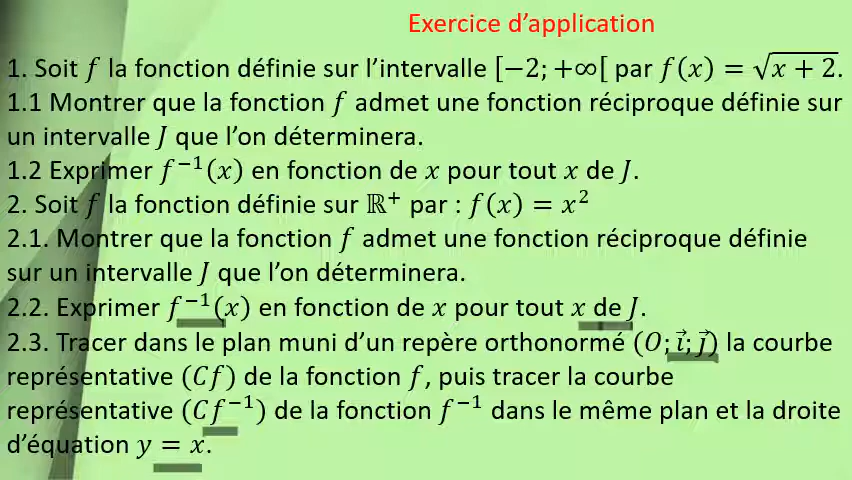 Exercice d’application
1. Soit f la fonction définie sur l’intervalle [−2; +∞[ par f(x) = √(x + 2).
1.1 Montrer que la fonction f admet une fonction réciproque définie sur
un intervalle J que l’on déterminera.
1.2 Exprimer f⁻¹(x) en fonction de x pour tout x de J.
2. Soit f la fonction définie sur ℝ⁺ par : f(x) = x²
2.1. Montrer que la fonction f admet une fonction réciproque définie
sur un intervalle J que l’on déterminera.
2.2. Exprimer f⁻¹(x) en fonction de x pour tout x de J.
2.3. Tracer dans le plan muni d’un repère orthonormé (O; i⃗; j⃗) la courbe
représentative (Cf) de la fonction f, puis tracer la courbe
représentative (Cf⁻¹) de la fonction f⁻¹ dans le même plan et la droite
d’équation y = x.